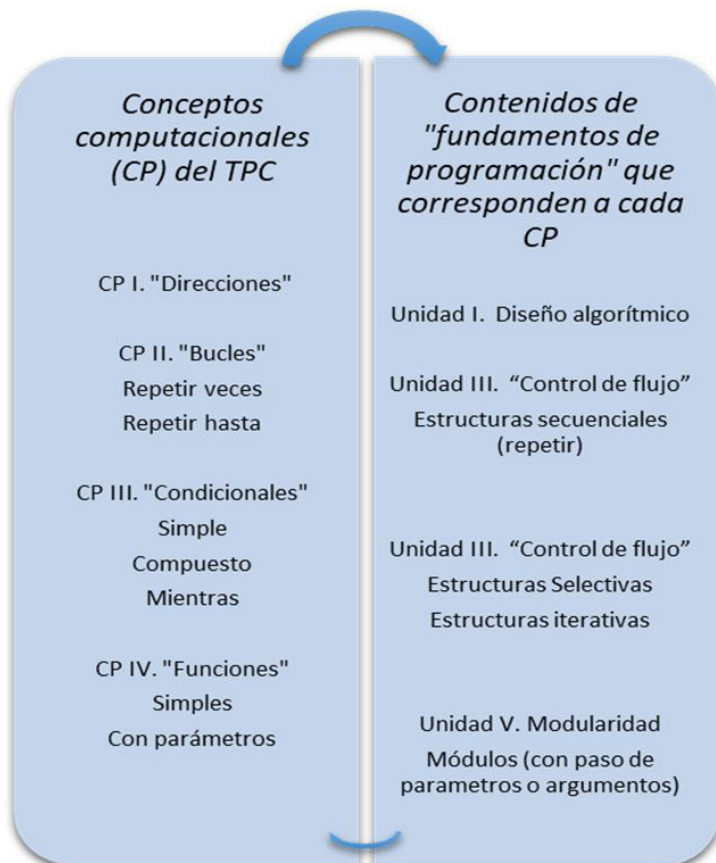 Conceptos
computacionales
(CP) del TPC
CP I. "Direcciones"
CP II. "Bucles"
Repetir veces
Repetir hasta
CP III. "Condicionales"
Simple
Compuesto
Mientras
CP IV. "Funciones"
Simples
Con parámetros
Contenidos de
"fundamentos de
programación" que
corresponden a cada
CP
Unidad I.  Diseño algorítmico
Unidad III.  “Control de flujo”
Estructuras secuenciales
(repetir)
Unidad III.  “Control de flujo”
Estructuras Selectivas
Estructuras iterativas
Unidad V. Modularidad
Módulos (con paso de
parametros o argumentos)